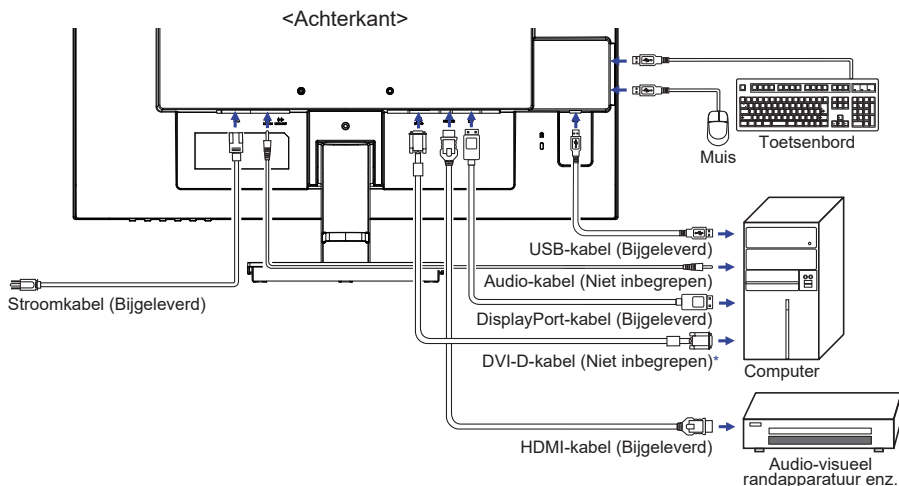 <Achterkant>
Muis
Toetsenbord
USB-kabel (Bijgeleverd)
Audio-kabel (Niet inbegrepen)
Stroomkabel (Bijgeleverd)
DisplayPort-kabel (Bijgeleverd)
DVI-D-kabel (Niet inbegrepen)*
Computer
HDMI-kabel (Bijgeleverd)
Audio-visueel
randapparatuur enz.